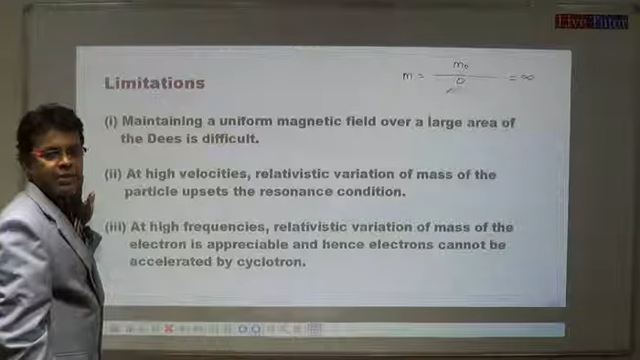 Live Tutor
m = m₀ / 0 = ∞
Limitations
(i) Maintaining a uniform magnetic field over a large area of
the Dees is difficult.
(ii) At high velocities, relativistic variation of mass of the
particle upsets the resonance condition.
(iii) At high frequencies, relativistic variation of mass of the
electron is appreciable and hence electrons cannot be
accelerated by cyclotron.